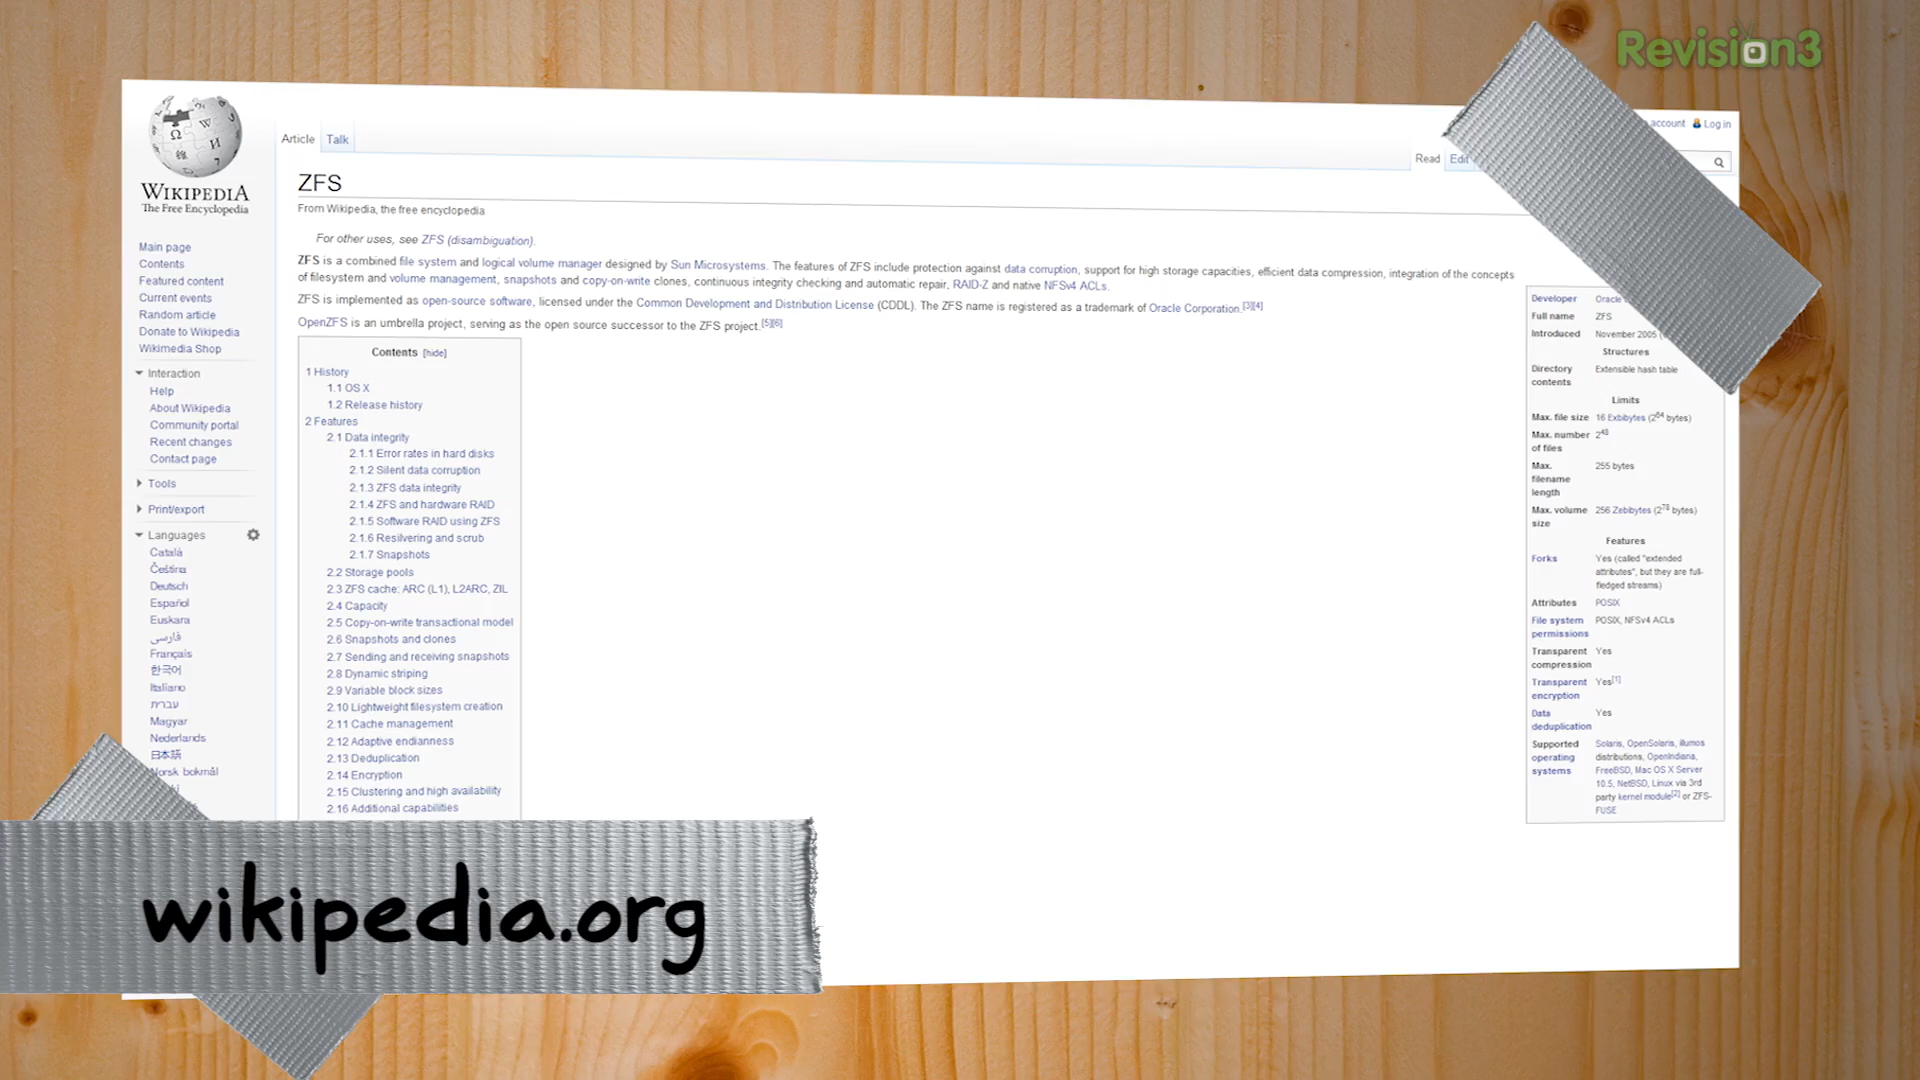 Revision3
WIKIPEDIA
The Free Encyclopedia
Main page
Contents
Featured content
Current events
Random article
Donate to Wikipedia
Wikimedia Shop
Interaction
Help
About Wikipedia
Community portal
Recent changes
Contact page
Tools
Print/export
Languages
Català
Čeština
Deutsch
Español
Euskara
فارسی
Français
한국어
Italiano
עברית
Magyar
Nederlands
日本語
Norsk bokmål
Article Talk
account Log in
Read Edit
ZFS
From Wikipedia, the free encyclopedia
For other uses, see ZFS (disambiguation).
ZFS is a combined file system and logical volume manager designed by Sun Microsystems. The features of ZFS include protection against data corruption, support for high storage capacities, efficient data compression, integration of the concepts
of filesystem and volume management, snapshots and copy-on-write clones, continuous integrity checking and automatic repair, RAID-Z and native NFSv4 ACLs.
ZFS is implemented as open-source software, licensed under the Common Development and Distribution License (CDDL). The ZFS name is registered as a trademark of Oracle Corporation.[3][4]
OpenZFS is an umbrella project, serving as the open source successor to the ZFS project.[5][6]
Contents [hide]
1 History
1.1 OS X
1.2 Release history
2 Features
2.1 Data integrity
2.1.1 Error rates in hard disks
2.1.2 Silent data corruption
2.1.3 ZFS data integrity
2.1.4 ZFS and hardware RAID
2.1.5 Software RAID using ZFS
2.1.6 Resilvering and scrub
2.1.7 Snapshots
2.2 Storage pools
2.3 ZFS cache: ARC (L1), L2ARC, ZIL
2.4 Capacity
2.5 Copy-on-write transactional model
2.6 Snapshots and clones
2.7 Sending and receiving snapshots
2.8 Dynamic striping
2.9 Variable block sizes
2.10 Lightweight filesystem creation
2.11 Cache management
2.12 Adaptive endianness
2.13 Deduplication
2.14 Encryption
2.15 Clustering and high availability
2.16 Additional capabilities
Developer Oracle
Full name ZFS
Introduced November 2005
Structures
Directory Extensible hash table
contents
Limits
Max. file size 16 Exbibytes (2^64 bytes)
Max. number 2^48
of files
Max. 255 bytes
filename
length
Max. volume 256 Zebibytes (2^78 bytes)
size
Features
Forks Yes (called "extended
attributes", but they are full-
fledged streams)
Attributes POSIX
File system POSIX, NFSv4 ACLs
permissions
Transparent Yes
compression
Transparent Yes[1]
encryption
Data Yes
deduplication
Supported Solaris, OpenSolaris, illumos
operating distributions, OpenIndiana,
systems FreeBSD, Mac OS X Server
10.5, NetBSD, Linux via 3rd
party kernel module[2] or ZFS-
FUSE
wikipedia.org